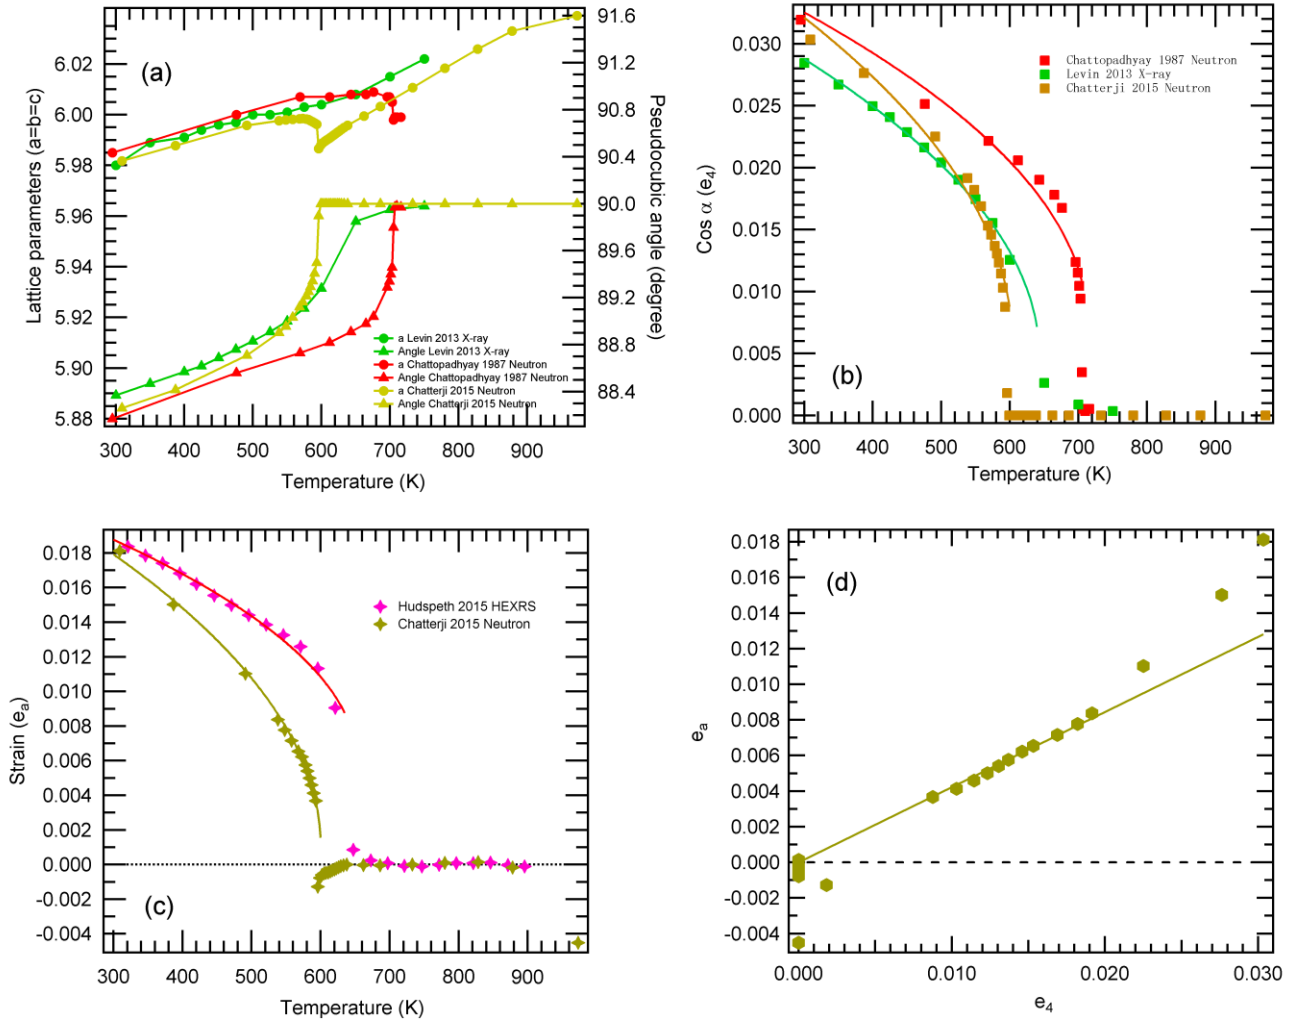 (a)
6.02
6.00
5.98
5.96
5.94
5.92
5.90
5.88
Lattice parameters (a=b=c)
91.6
91.2
90.8
90.4
90.0
89.6
89.2
88.8
88.4
Pseudocubic angle (degree)
a Levin 2013 X-ray
Angle Levin 2013 X-ray
a Chattopadhyay 1987 Neutron
Angle Chattopadhyay 1987 Neutron
a Chatterji 2015 Neutron
Angle Chatterji 2015 Neutron
300 400 500 600 700 800 900
Temperature (K)
0.030
0.025
0.020
0.015
0.010
0.005
0.000
Cos α (e4)
Chattopadhyay 1987 Neutron
Levin 2013 X-ray
Chatterji 2015 Neutron
(b)
300 400 500 600 700 800 900
Temperature (K)
0.018
0.016
0.014
0.012
0.010
0.008
0.006
0.004
0.002
0.000
-0.002
-0.004
Strain (ea)
Hudspeth 2015 HEXRS
Chatterji 2015 Neutron
(c)
300 400 500 600 700 800 900
Temperature (K)
(d)
0.018
0.016
0.014
0.012
0.010
0.008
0.006
0.004
0.002
0.000
-0.002
-0.004
ea
0.000 0.010 0.020 0.030
e4